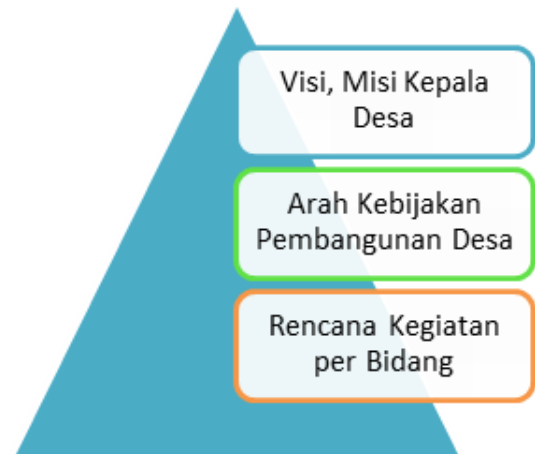 Visi, Misi Kepala
Desa
Arah Kebijakan
Pembangunan Desa
Rencana Kegiatan
per Bidang